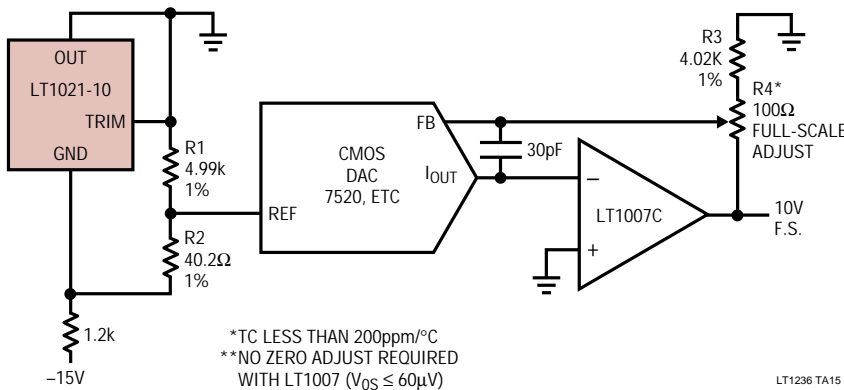 OUT
LT1021-10
TRIM
GND
R1
4.99k
1%
R2
40.2Ω
1%
1.2k
–15V
REF
CMOS
DAC
7520, ETC
FB
IOUT
30pF
–
+
LT1007C
R3
4.02K
1%
R4*
100Ω
FULL-SCALE
ADJUST
10V
F.S.
*TC LESS THAN 200ppm/°C
**NO ZERO ADJUST REQUIRED
WITH LT1007 (V0S ≤ 60µV)
LT1236 TA15